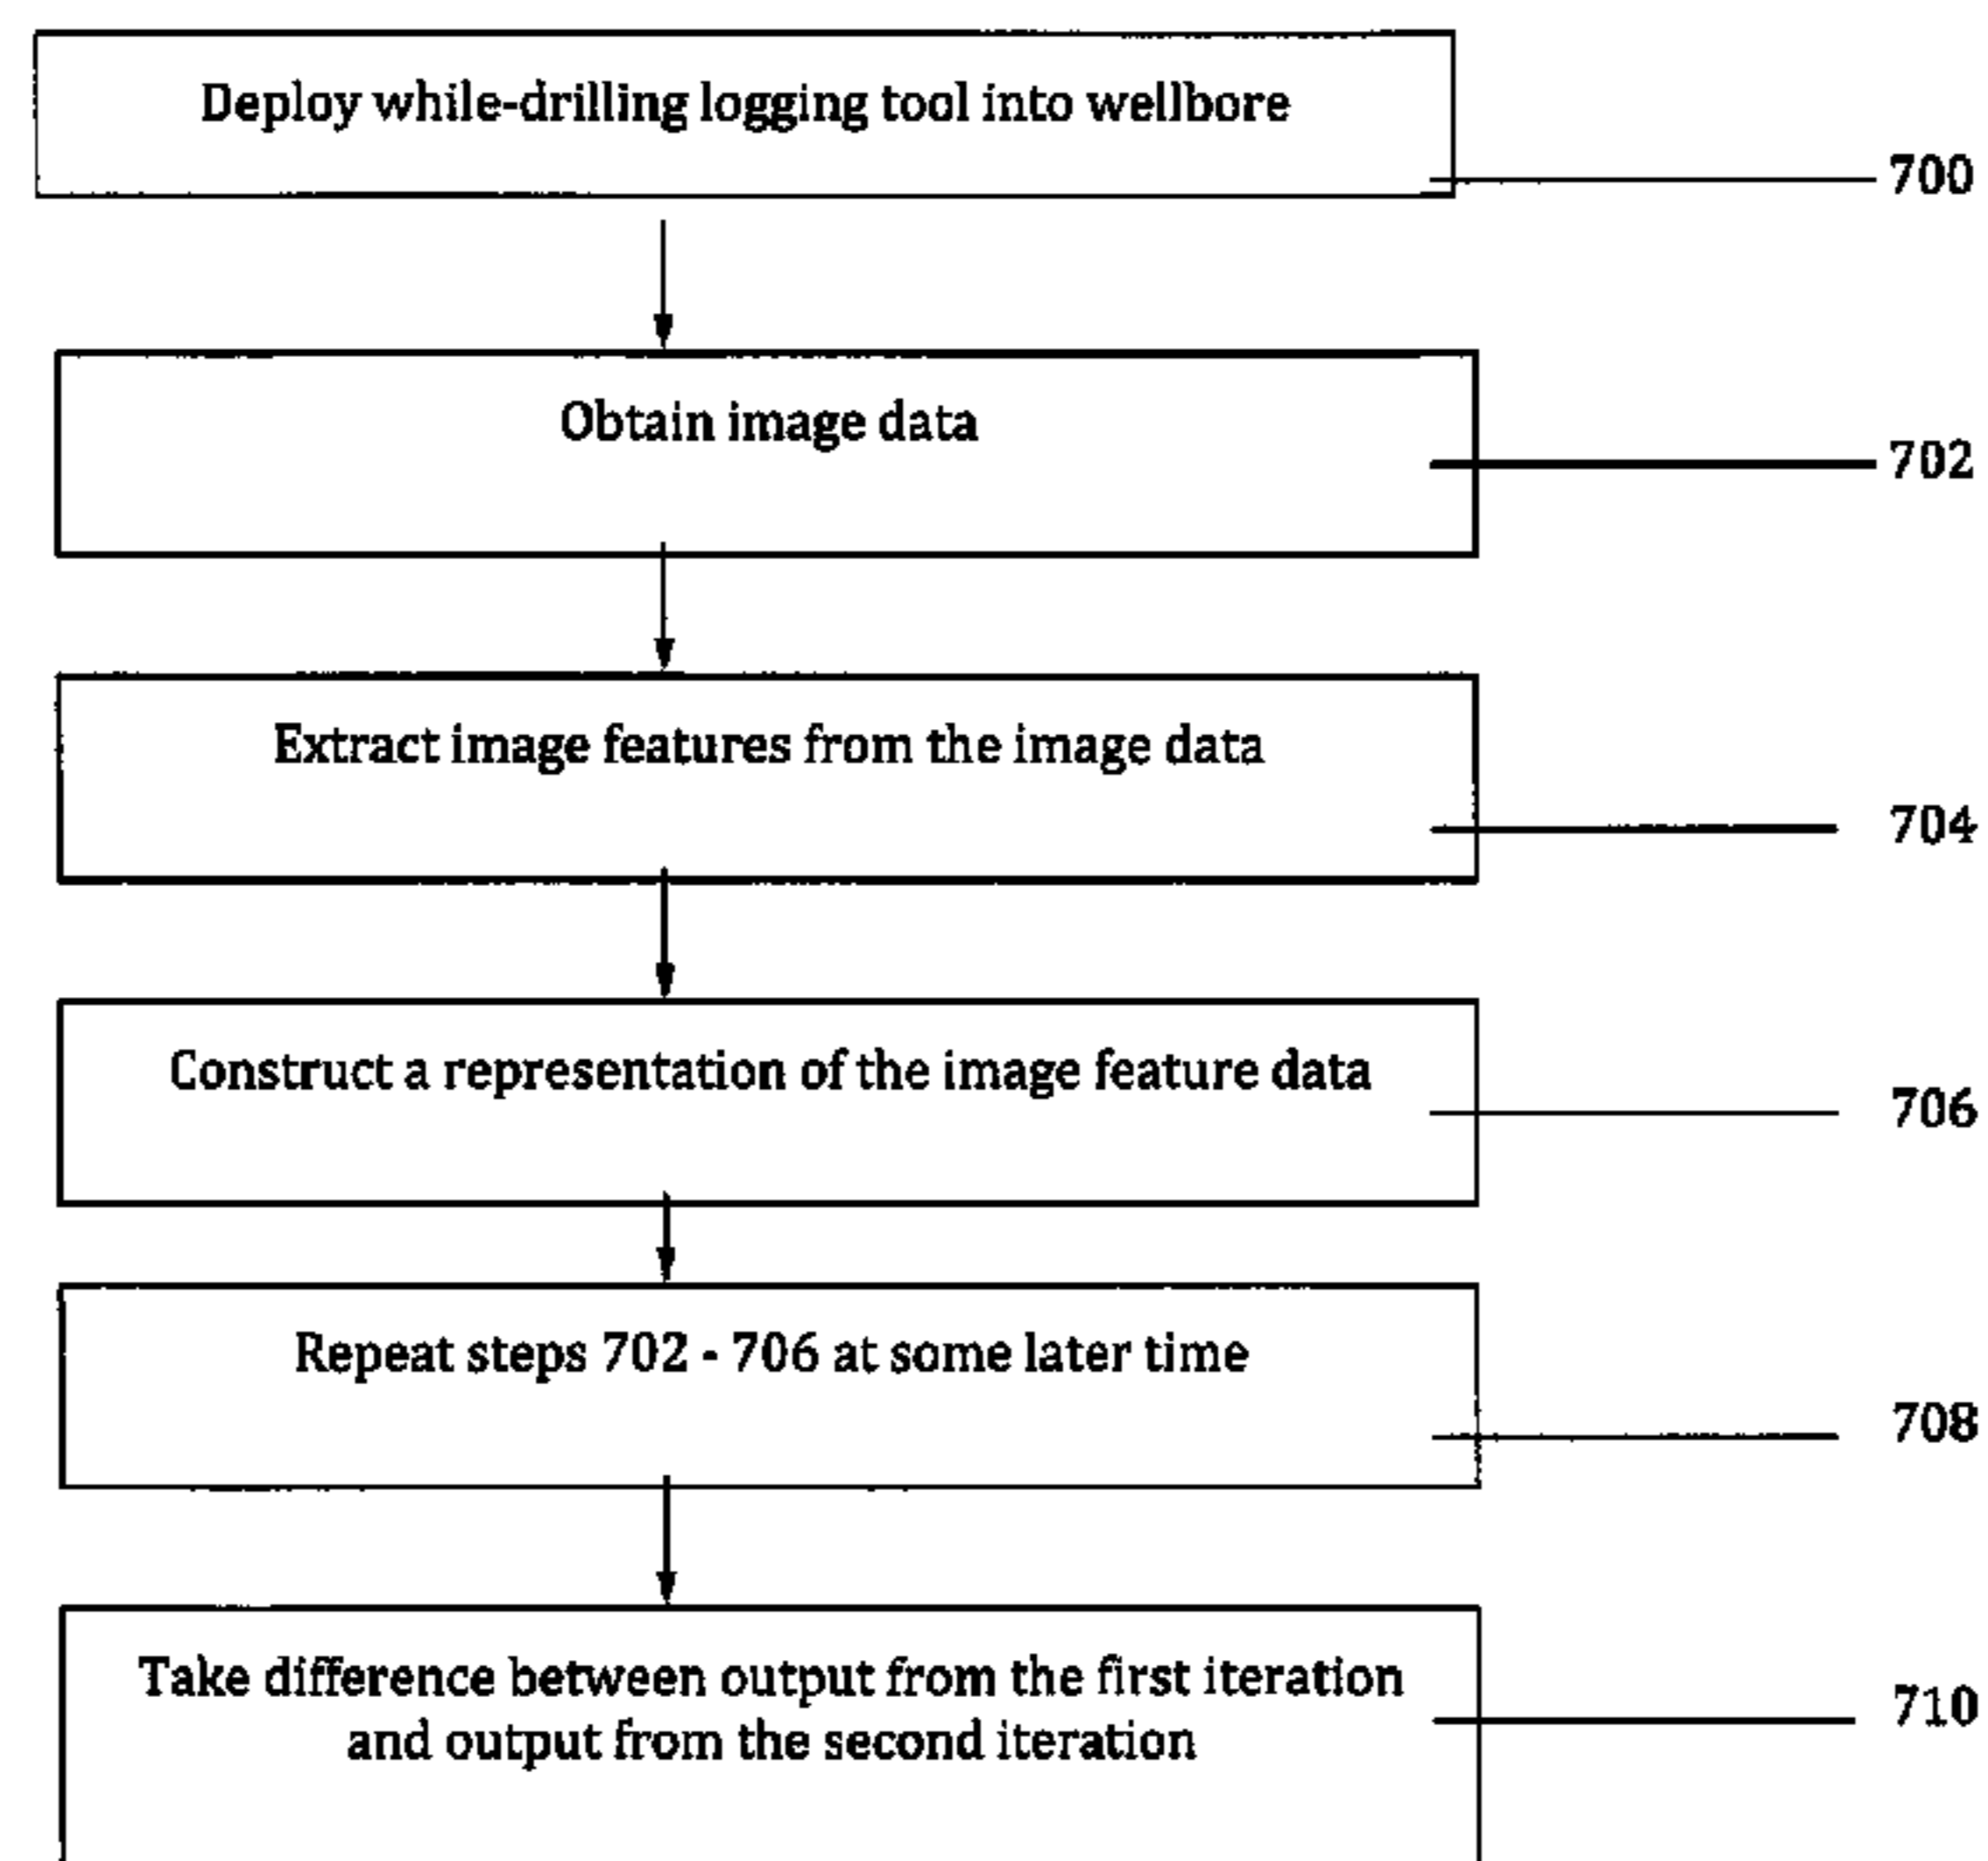 Deploy while-drilling logging tool into wellbore
700
Obtain image data
702
Extract image features from the image data
704
Construct a representation of the image feature data
706
Repeat steps 702 - 706 at some later time
708
Take difference between output from the first iteration
and output from the second iteration
710